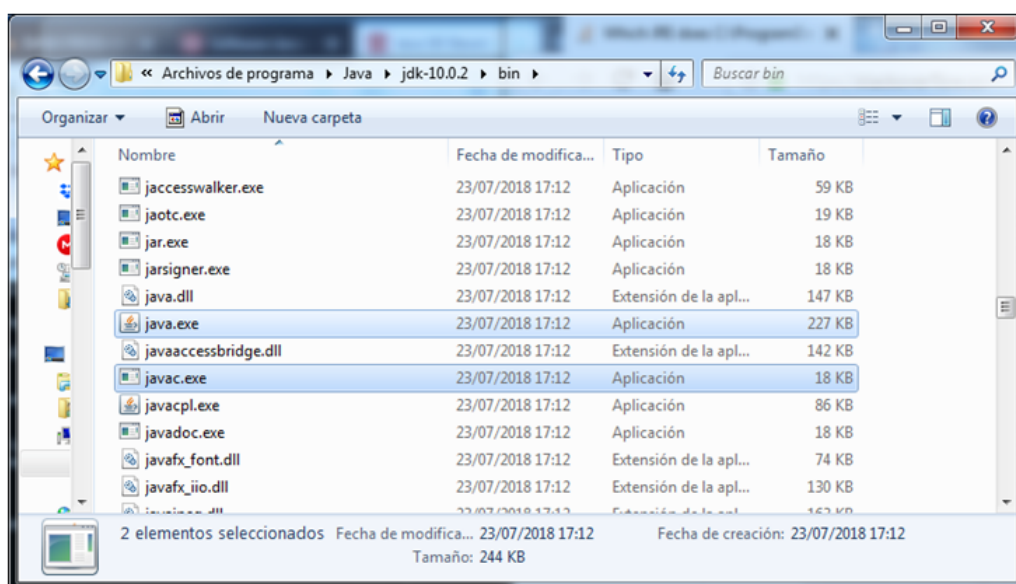 « Archivos de programa ▸ Java ▸ jdk-10.0.2 ▸ bin ▸ Buscar bin
Organizar Abrir Nueva carpeta
Nombre Fecha de modifica... Tipo Tamaño
jaccesswalker.exe 23/07/2018 17:12 Aplicación 59 KB
jaotc.exe 23/07/2018 17:12 Aplicación 19 KB
jar.exe 23/07/2018 17:12 Aplicación 18 KB
jarsigner.exe 23/07/2018 17:12 Aplicación 18 KB
java.dll 23/07/2018 17:12 Extensión de la apl... 147 KB
java.exe 23/07/2018 17:12 Aplicación 227 KB
javaaccessbridge.dll 23/07/2018 17:12 Extensión de la apl... 142 KB
javac.exe 23/07/2018 17:12 Aplicación 18 KB
javacpl.exe 23/07/2018 17:12 Aplicación 86 KB
javadoc.exe 23/07/2018 17:12 Aplicación 18 KB
javafx_font.dll 23/07/2018 17:12 Extensión de la apl... 74 KB
javafx_iio.dll 23/07/2018 17:12 Extensión de la apl... 130 KB
2 elementos seleccionados Fecha de modifica... 23/07/2018 17:12 Fecha de creación: 23/07/2018 17:12
Tamaño: 244 KB